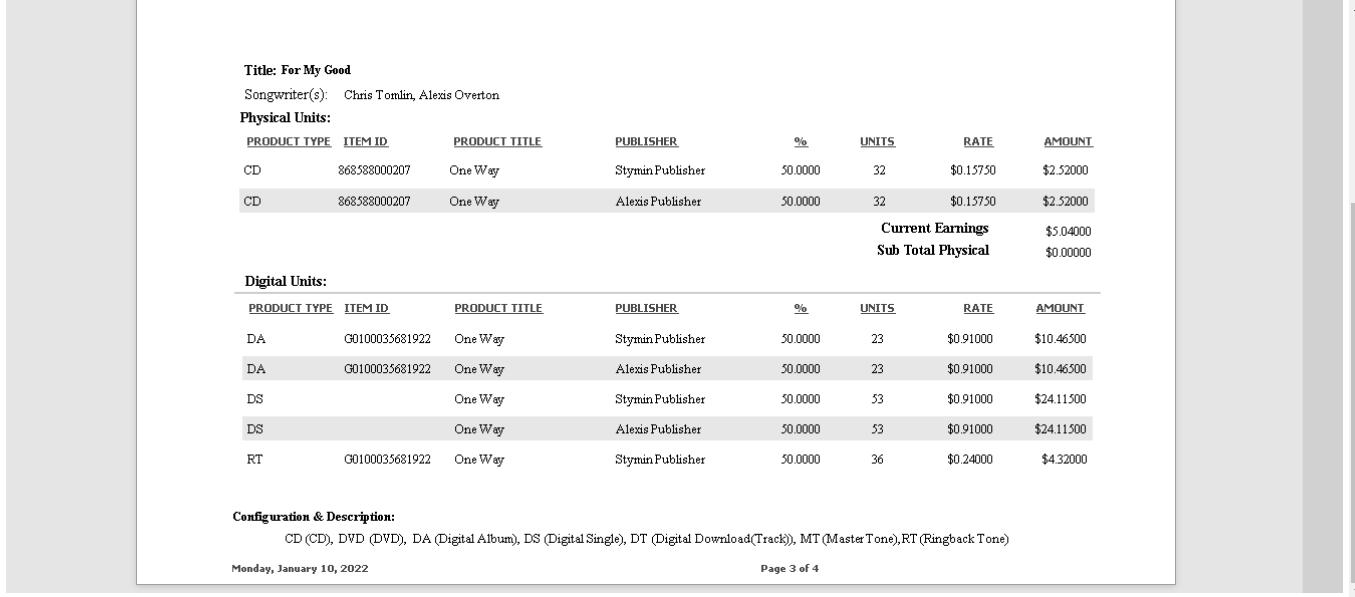 Title: For My Good
Songwriter(s): Chris Tomlin, Alexis Overton
Physical Units:
PRODUCT TYPE ITEM ID PRODUCT TITLE PUBLISHER % UNITS RATE AMOUNT
CD 868588000207 One Way Stymin Publisher 50.0000 32 $0.15750 $2.52000
CD 868588000207 One Way Alexis Publisher 50.0000 32 $0.15750 $2.52000
Current Earnings $5.04000
Sub Total Physical $0.00000
Digital Units:
PRODUCT TYPE ITEM ID PRODUCT TITLE PUBLISHER % UNITS RATE AMOUNT
DA G0100035681922 One Way Stymin Publisher 50.0000 23 $0.91000 $10.46500
DA G0100035681922 One Way Alexis Publisher 50.0000 23 $0.91000 $10.46500
DS One Way Stymin Publisher 50.0000 53 $0.91000 $24.11500
DS One Way Alexis Publisher 50.0000 53 $0.91000 $24.11500
RT G0100035681922 One Way Stymin Publisher 50.0000 36 $0.24000 $4.32000
Configuration & Description:
CD (CD), DVD (DVD), DA (Digital Album), DS (Digital Single), DT (Digital Download(Track)), MT (Master Tone),RT (Ringback Tone)
Monday, January 10, 2022 Page 3 of 4